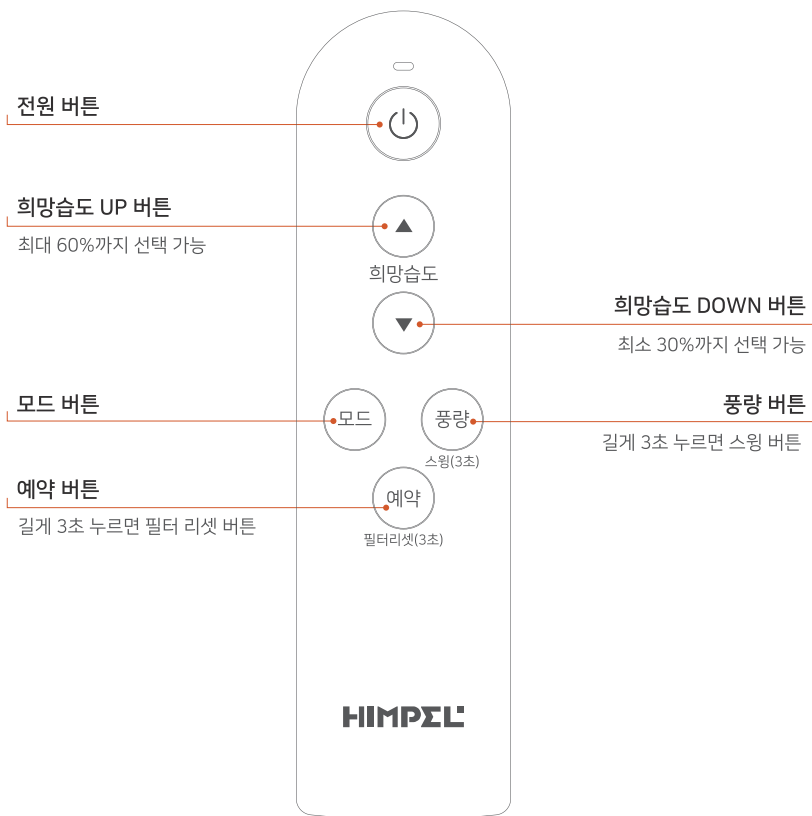 전원 버튼
희망습도 UP 버튼
최대 60%까지 선택 가능
희망습도
희망습도 DOWN 버튼
최소 30%까지 선택 가능
모드 버튼
모드
풍량
풍량 버튼
길게 3초 누르면 스윙 버튼
스윙(3초)
예약 버튼
길게 3초 누르면 필터 리셋 버튼
예약
필터리셋(3초)
HIMPEL